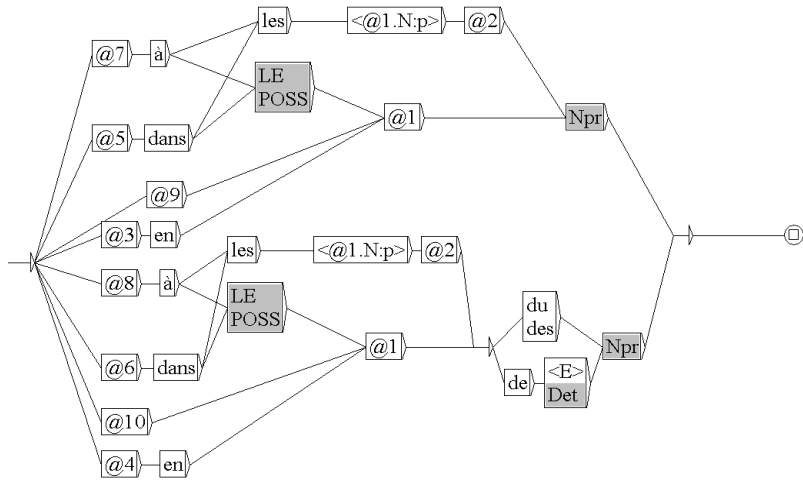 les <@1.N:p> @2
@7 à
LE
POSS
@1 Npr
@5 dans
@9
@3 en
les <@1.N:p> @2
@8 à
LE
POSS
du
des
@1 Npr
@6 dans
<E>
de Det
@10
@4 en